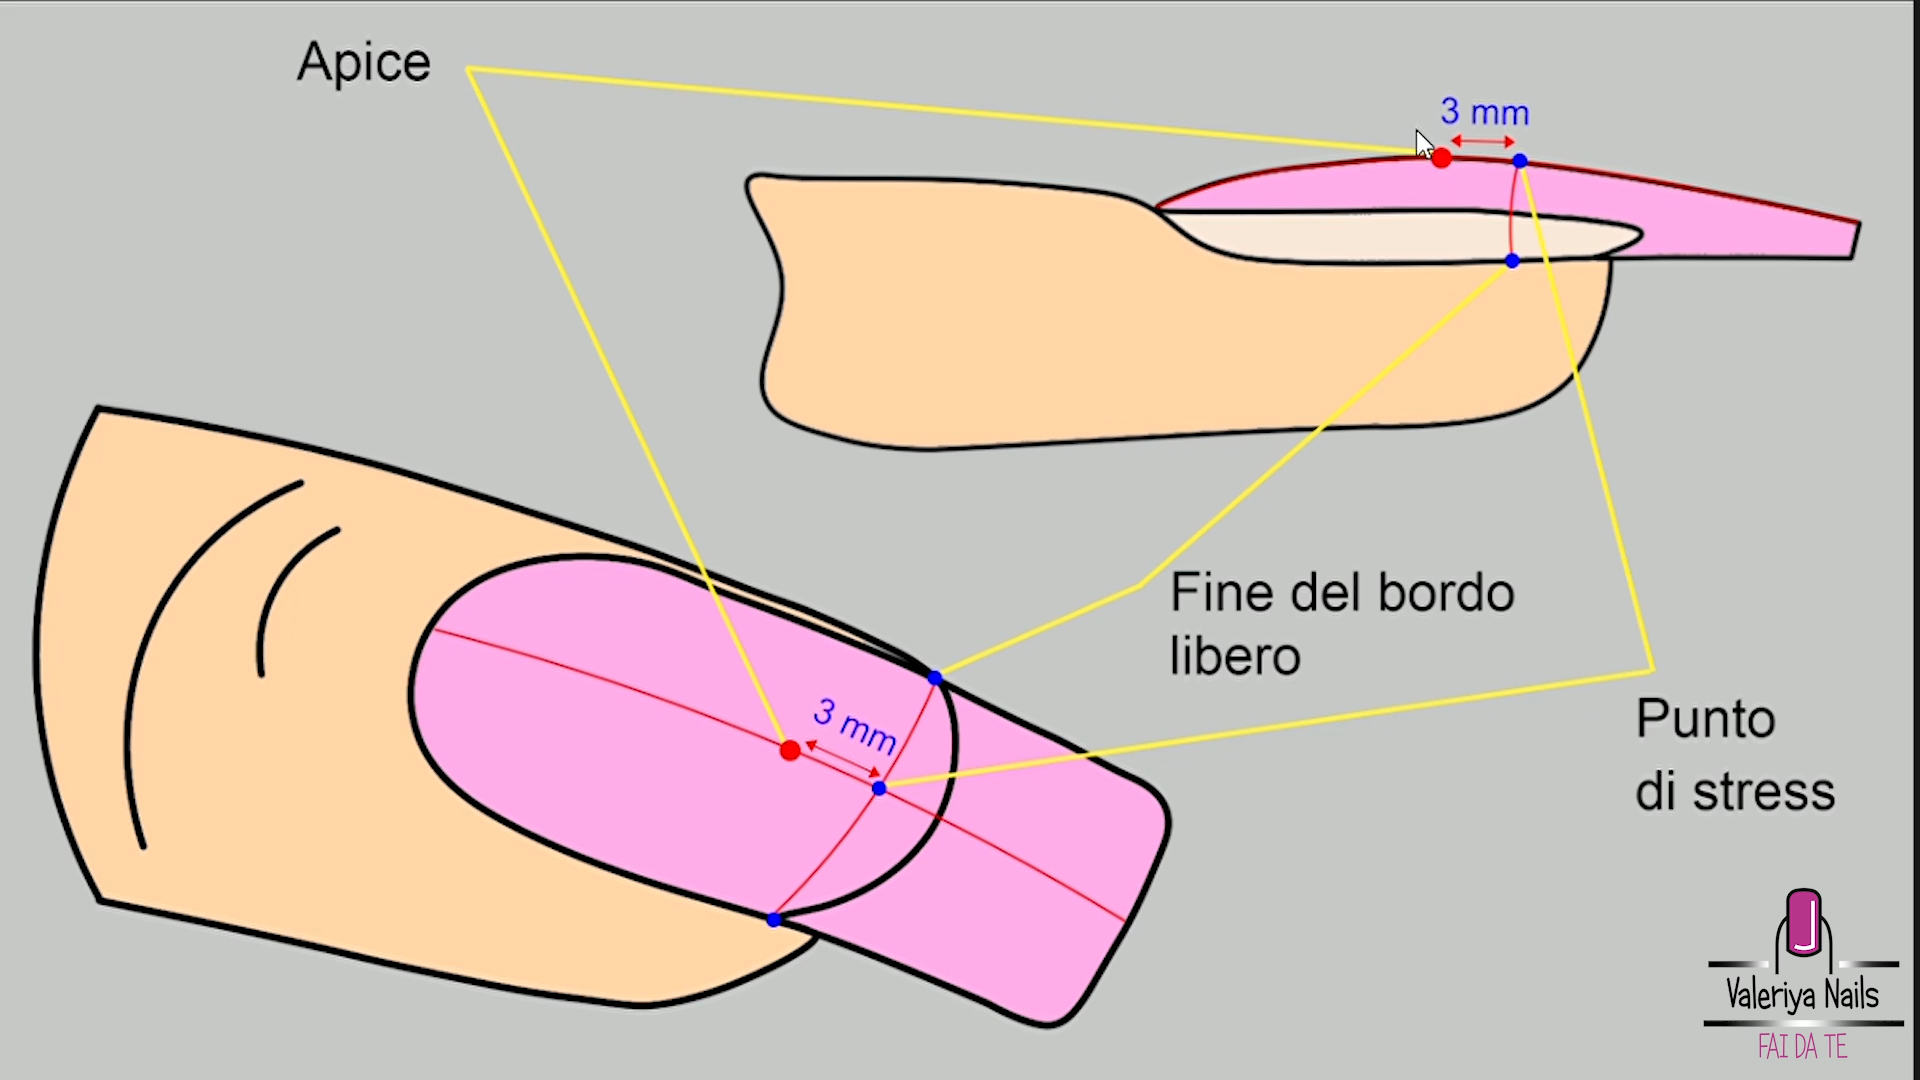 Apice
3 mm
Fine del bordo
libero
3 mm
Punto
di stress
Valeriya Nails
FAI DA TE